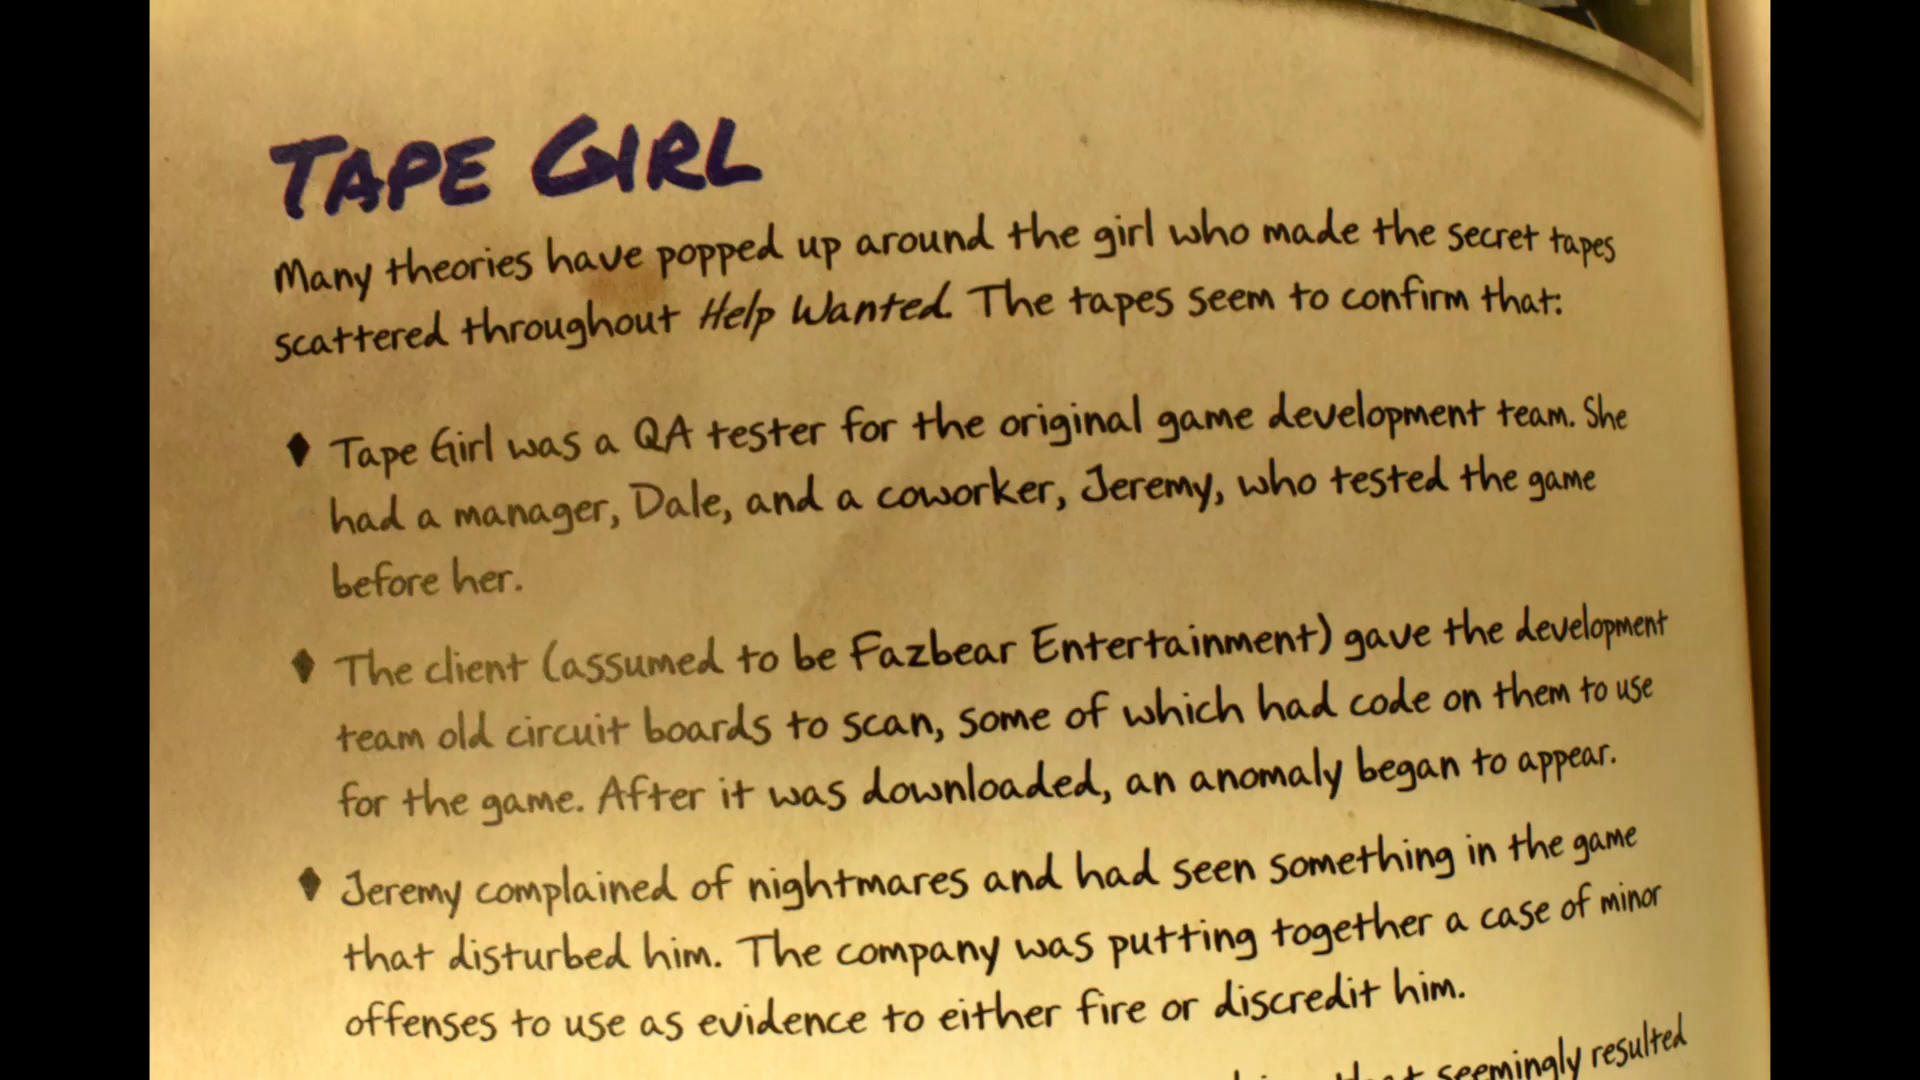 TAPE GIRL
Many theories have popped up around the girl who made the secret tapes
scattered throughout Help Wanted. The tapes seem to confirm that:
♦ Tape Girl was a QA tester for the original game development team. She
had a manager, Dale, and a coworker, Jeremy, who tested the game
before her.
♦ The client (assumed to be Fazbear Entertainment) gave the development
team old circuit boards to scan, some of which had code on them to use
for the game. After it was downloaded, an anomaly began to appear.
♦ Jeremy complained of nightmares and had seen something in the game
that disturbed him. The company was putting together a case of minor
offenses to use as evidence to either fire or discredit him.
seemingly resulted